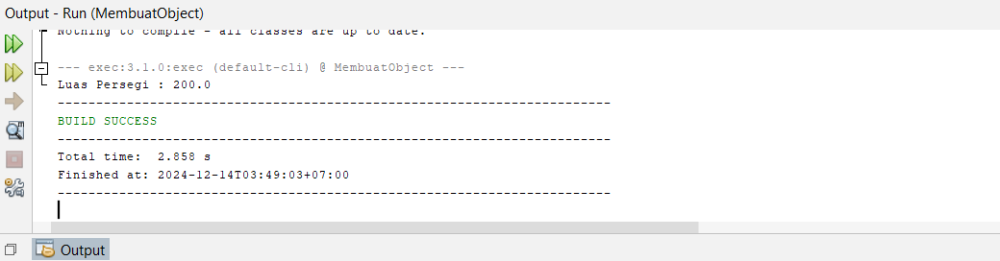 Output - Run (MembuatObject)
Nothing to compile - all classes are up to date.
--- exec:3.1.0:exec (default-cli) @ MembuatObject ---
Luas Persegi : 200.0
------------------------------------------------------------------------
BUILD SUCCESS
------------------------------------------------------------------------
Total time:  2.858 s
Finished at: 2024-12-14T03:49:03+07:00
------------------------------------------------------------------------
Output